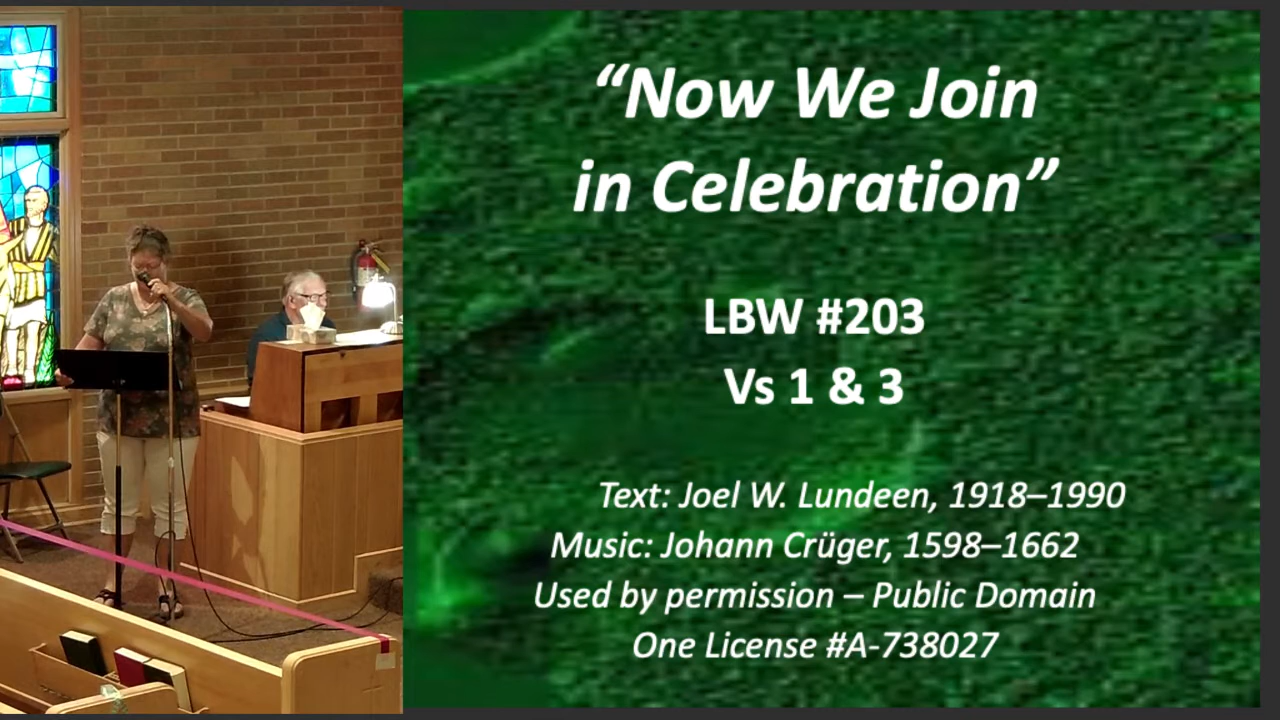 “Now We Join
in Celebration”
LBW #203
Vs 1 & 3
Text: Joel W. Lundeen, 1918–1990
Music: Johann Crüger, 1598–1662
Used by permission – Public Domain
One License #A-738027